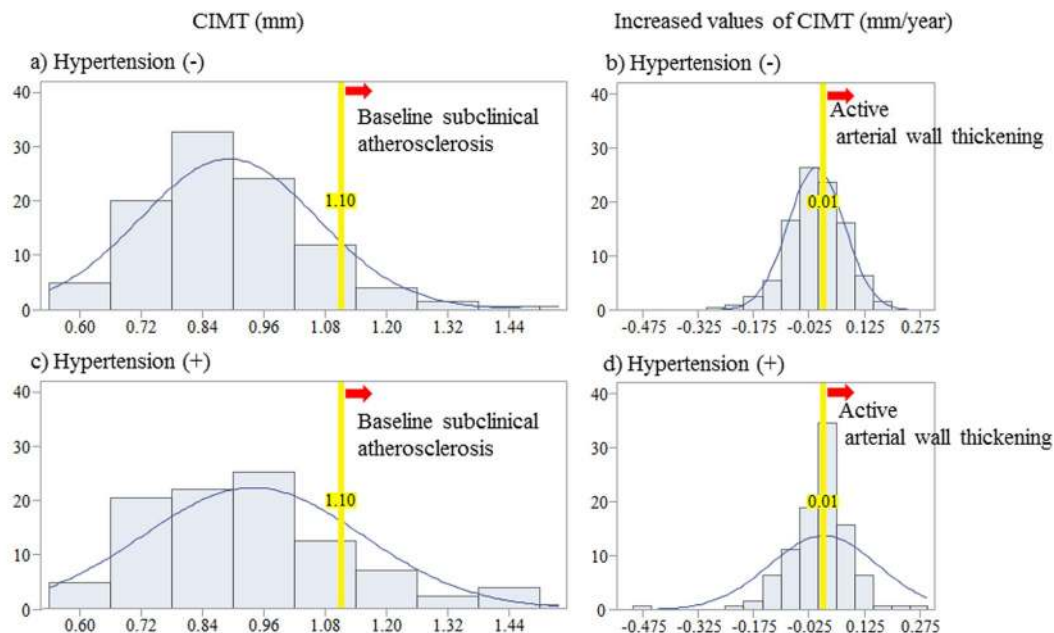 CIMT (mm)
Increased values of CIMT (mm/year)
a) Hypertension (-)
b) Hypertension (-)
40
30
20
10
0
Baseline subclinical
atherosclerosis
1.10
0.60 0.72 0.84 0.96 1.08 1.20 1.32 1.44
40
30
20
10
0
Active
arterial wall thickening
0.01
-0.475 -0.325 -0.175 -0.025 0.125 0.275
c) Hypertension (+)
d) Hypertension (+)
40
30
20
10
0
Baseline subclinical
atherosclerosis
1.10
0.60 0.72 0.84 0.96 1.08 1.20 1.32 1.44
40
30
20
10
0
Active
arterial wall thickening
0.01
-0.475 -0.325 -0.175 -0.025 0.125 0.275